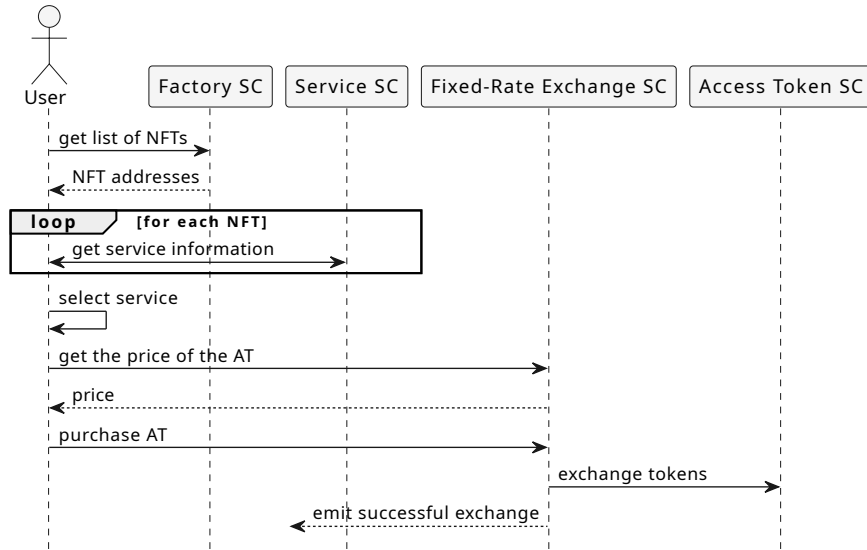 User
Factory SC
Service SC
Fixed-Rate Exchange SC
Access Token SC
get list of NFTs
NFT addresses
loop
[for each NFT]
get service information
select service
get the price of the AT
price
purchase AT
exchange tokens
emit successful exchange